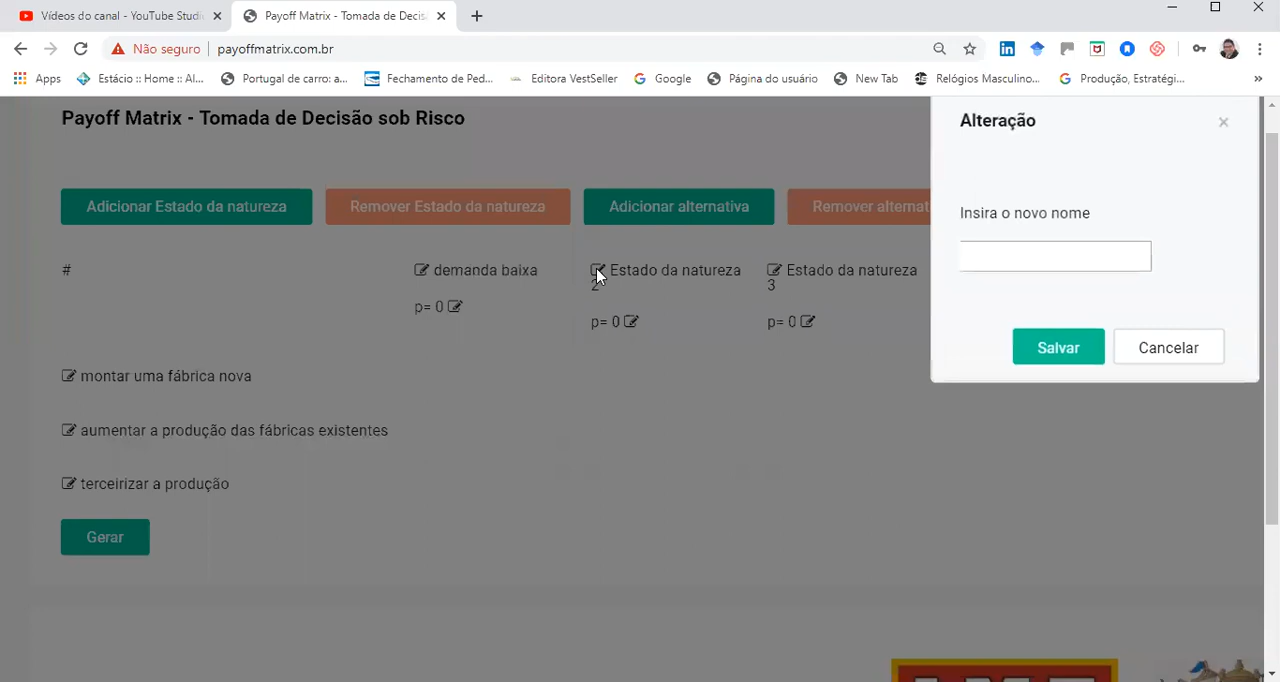 Vídeos do canal - YouTube Studi
Payoff Matrix - Tomada de Decis
Não seguro
payoffmatrix.com.br
Apps
Estácio :: Home :: Al...
Portugal de carro: a...
Fechamento de Ped...
Editora VestSeller
Google
Página do usuário
New Tab
Relógios Masculino...
Produção, Estratégi...
»
Payoff Matrix - Tomada de Decisão sob Risco
Alteração
Adicionar Estado da natureza
Remover Estado da natureza
Adicionar alternativa
Remover alternat
Insira o novo nome
#
demanda baixa
p= 0
Estado da natureza
2
p= 0
Estado da natureza
3
p= 0
Salvar
Cancelar
montar uma fábrica nova
aumentar a produção das fábricas existentes
terceirizar a produção
Gerar